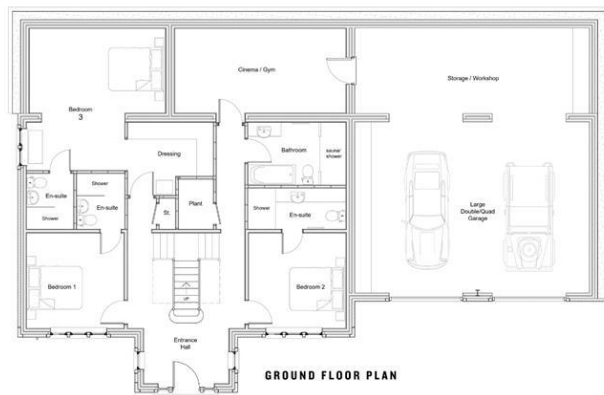 Cinema / Gym
Storage / Workshop
Bedroom
3
Dressing
Bathroom
sauna/
shower
Shower
En-suite
Shower
En-suite
St.
Plant
Shower
En-suite
Large
Double/Quad
Garage
Bedroom 1
UP
Bedroom 2
Entrance
Hall
GROUND FLOOR PLAN